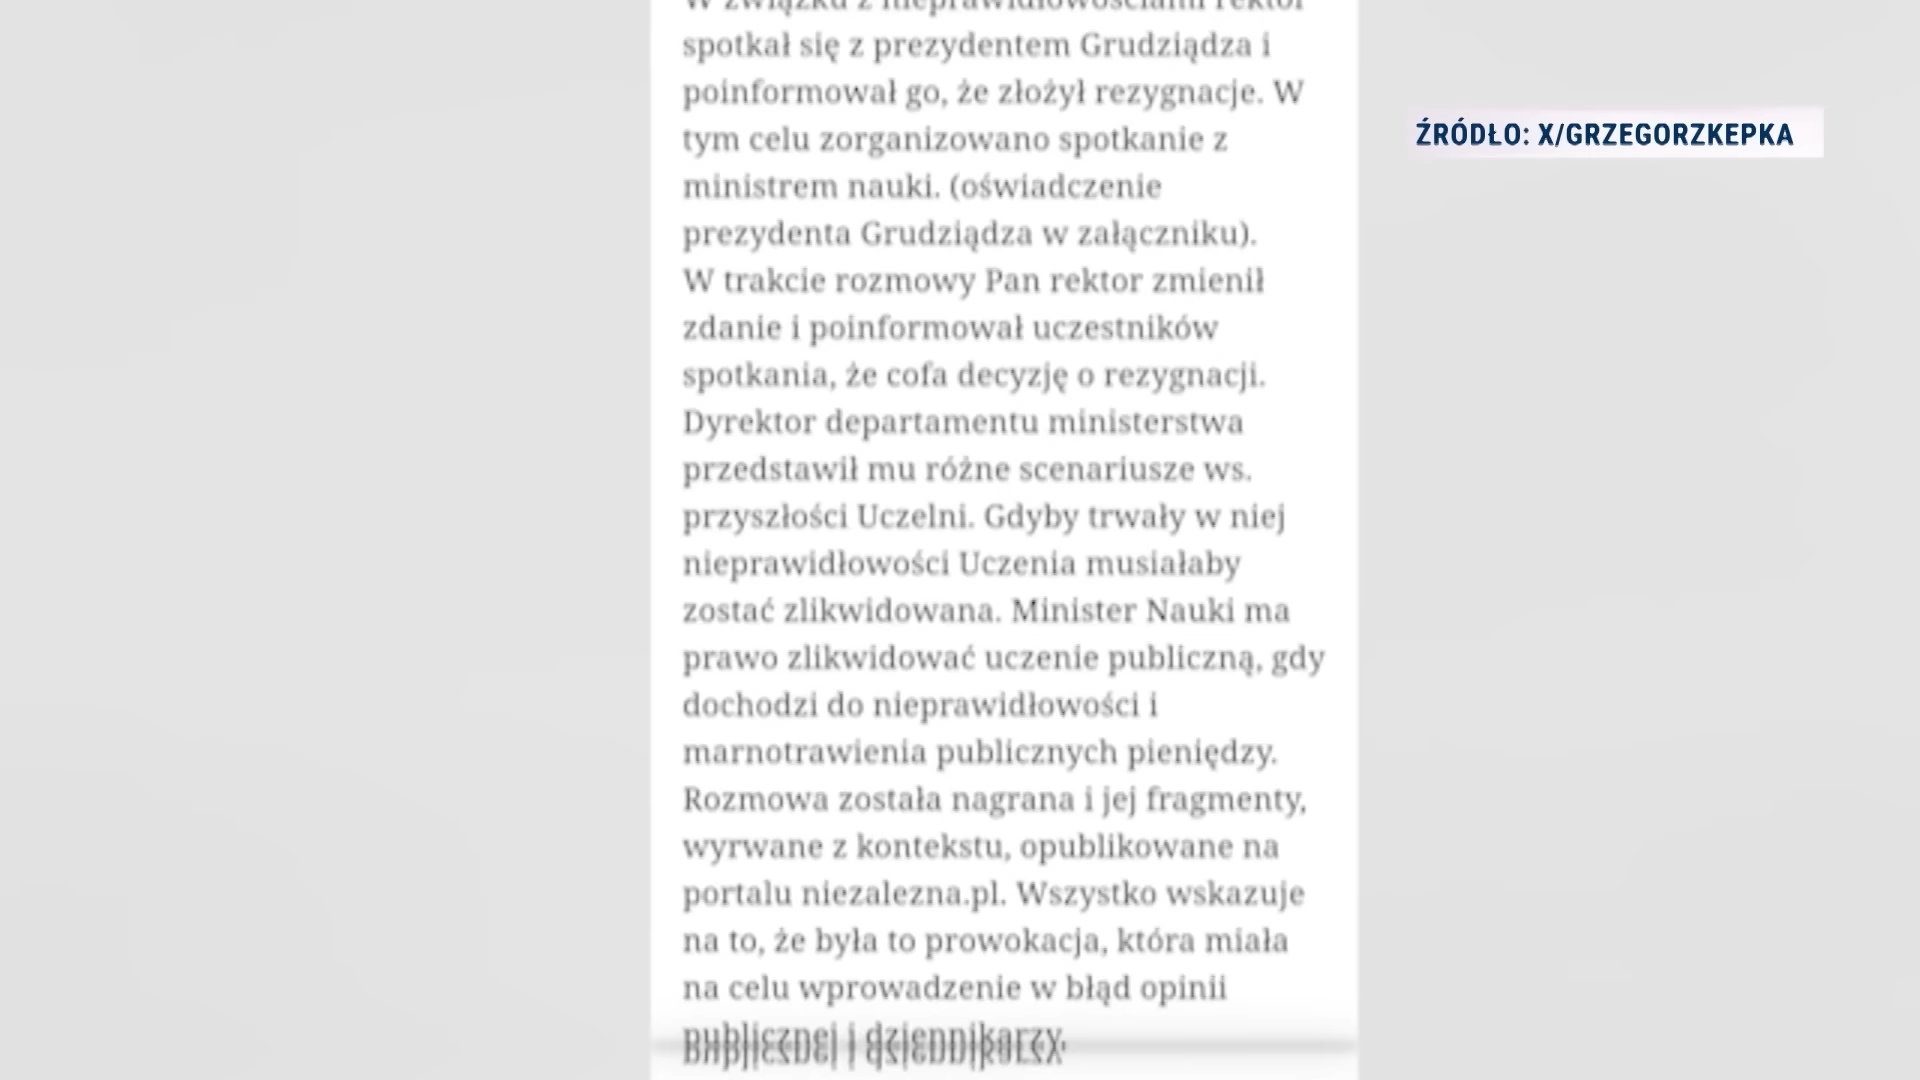 W związku z nieprawidłowościami rektor
spotkał się z prezydentem Grudziądza i
poinformował go, że złożył rezygnacje. W
tym celu zorganizowano spotkanie z
ministrem nauki. (oświadczenie
prezydenta Grudziądza w załączniku).
W trakcie rozmowy Pan rektor zmienił
zdanie i poinformował uczestników
spotkania, że cofa decyzję o rezygnacji.
Dyrektor departamentu ministerstwa
przedstawił mu różne scenariusze ws.
przyszłości Uczelni. Gdyby trwały w niej
nieprawidłowości Uczenia musiałaby
zostać zlikwidowana. Minister Nauki ma
prawo zlikwidować uczenie publiczną, gdy
dochodzi do nieprawidłowości i
marnotrawienia publicznych pieniędzy.
Rozmowa została nagrana i jej fragmenty,
wyrwane z kontekstu, opublikowane na
portalu niezalezna.pl. Wszystko wskazuje
na to, że była to prowokacja, która miała
na celu wprowadzenie w błąd opinii
publicznej i dziennikarzy.
ŹRÓDŁO: X/GRZEGORZKEPKA